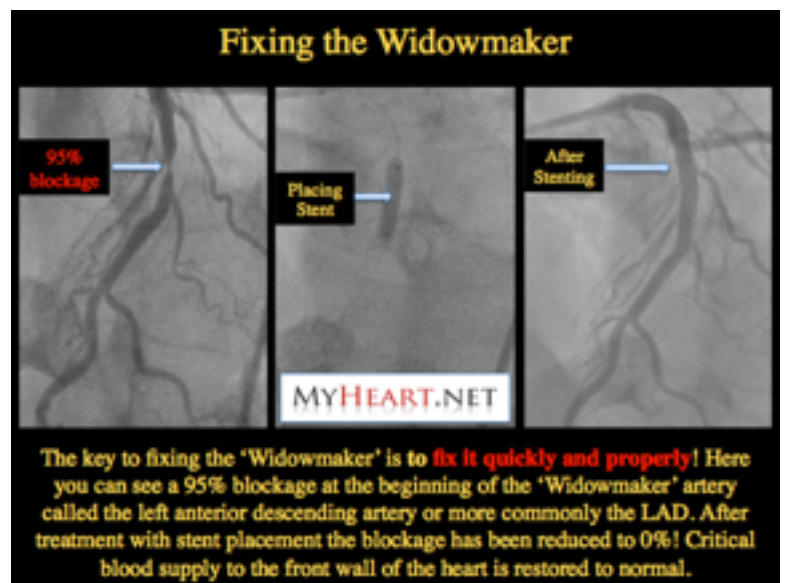 Fixing the Widowmaker
95%
blockage
Placing
Stent
After
Stenting
MYHEART.NET
The key to fixing the ‘Widowmaker’ is to fix it quickly and properly! Here
you can see a 95% blockage at the beginning of the ‘Widowmaker’ artery
called the left anterior descending artery or more commonly the LAD. After
treatment with stent placement the blockage has been reduced to 0%! Critical
blood supply to the front wall of the heart is restored to normal.